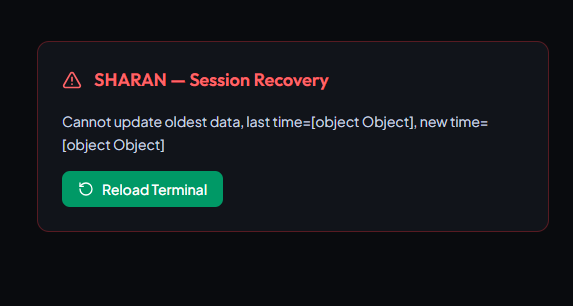 SHARAN — Session Recovery
Cannot update oldest data, last time=[object Object], new time=
[object Object]
Reload Terminal